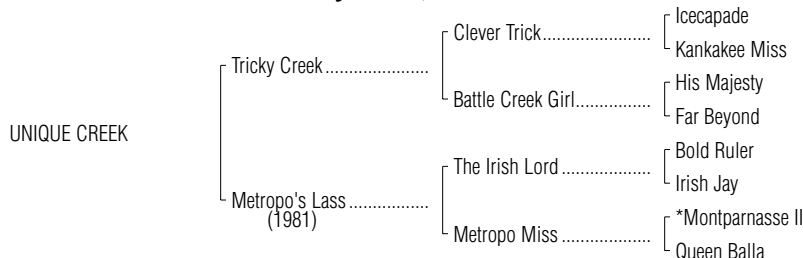 Icecapade
Clever Trick
Kankakee Miss
Tricky Creek
His Majesty
Battle Creek Girl
Far Beyond
UNIQUE CREEK
Bold Ruler
The Irish Lord
Irish Jay
Metropo's Lass
(1981)
*Montparnasse II
Metropo Miss
Queen Balla